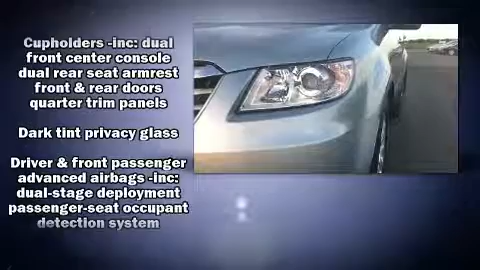 Cupholders -inc: dual
front center console
dual rear seat armrest
front & rear doors
quarter trim panels
Dark tint privacy glass
Driver & front passenger
advanced airbags -inc:
dual-stage deployment
passenger-seat occupant
detection system